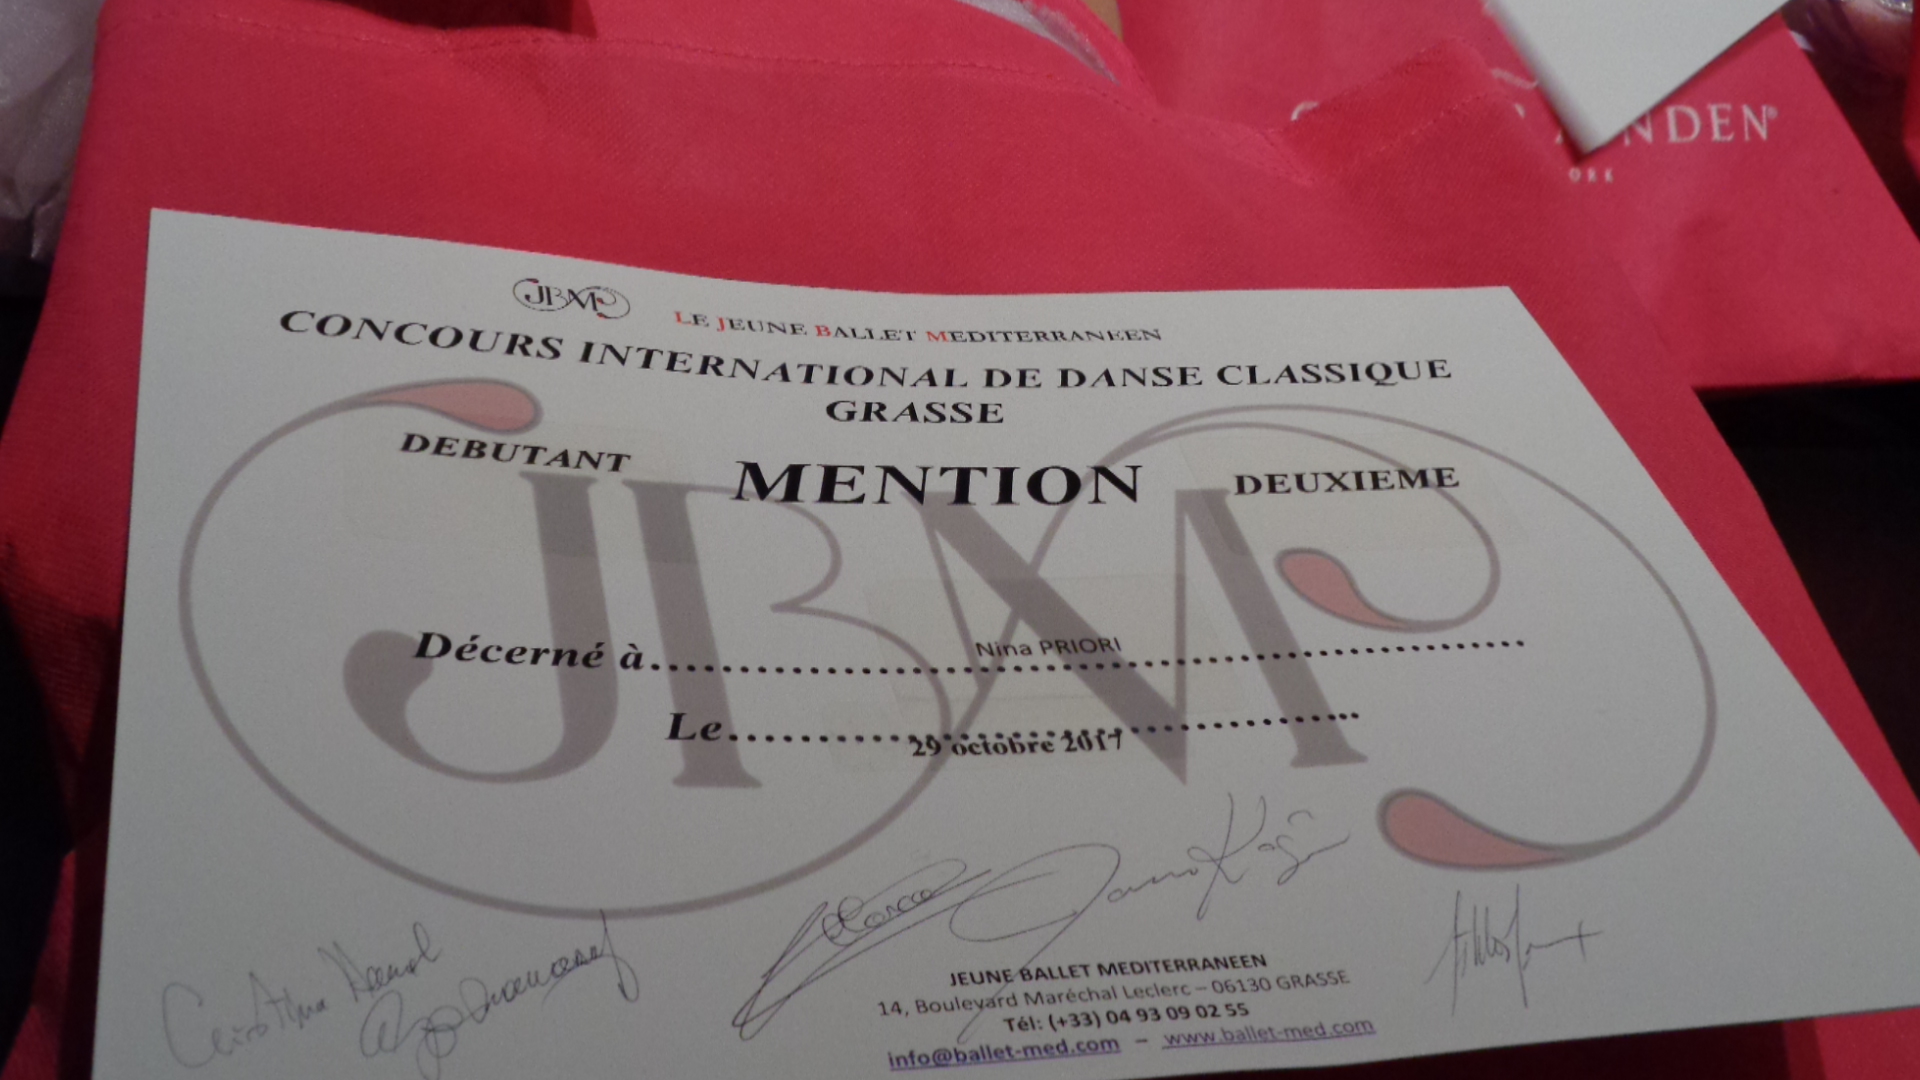 NDEN®
ORK
JBM
LE JEUNE BALLET MEDITERRANEEN
CONCOURS INTERNATIONAL DE DANSE CLASSIQUE
GRASSE
DEBUTANT MENTION DEUXIEME
JBM
Décerné à Nina PRIORI
Le 29 octobre 2017
JEUNE BALLET MEDITERRANEEN
14, Boulevard Maréchal Leclerc – 06130 GRASSE
Tél: (+33) 04 93 09 02 55
info@ballet-med.com – www.ballet-med.com